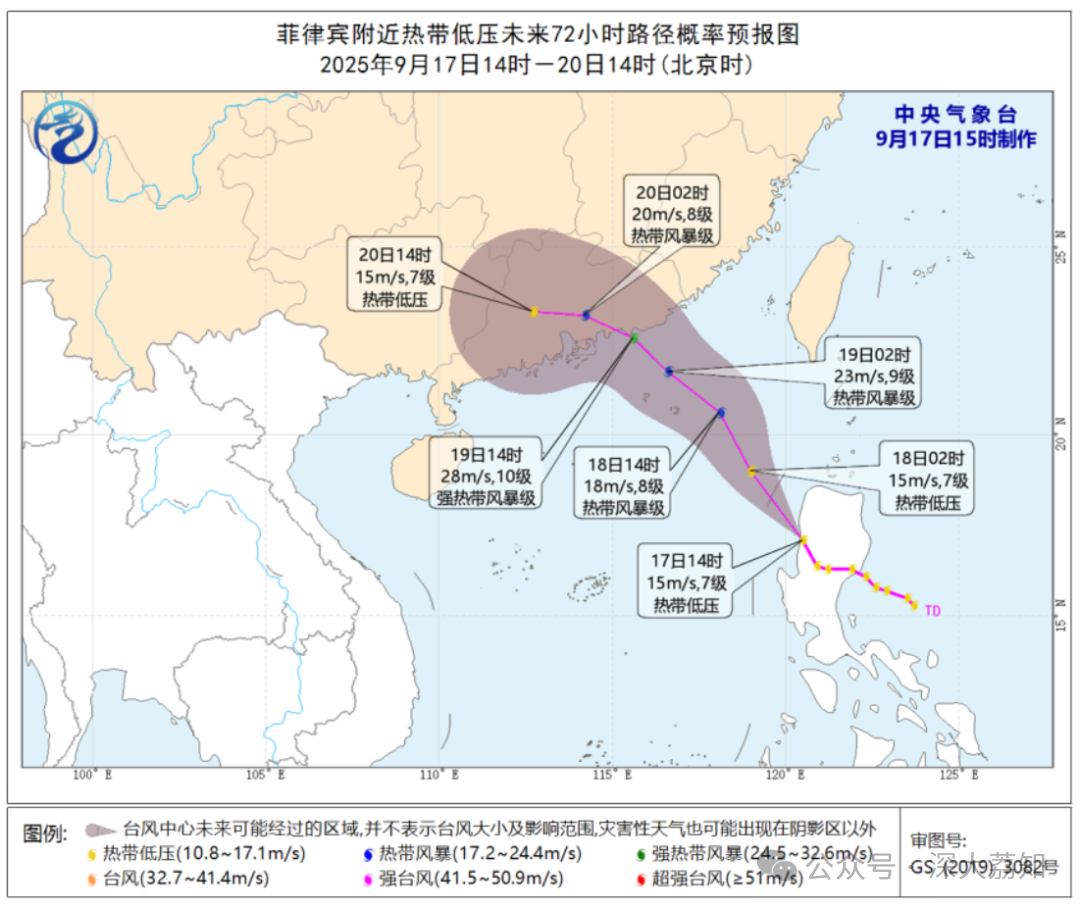 菲律宾附近热带低压未来72小时路径概率预报图
2025年9月17日14时－20日14时(北京时)
中央气象台
9月17日15时制作
20日02时
20m/s,8级
热带风暴级
20日14时
15m/s,7级
热带低压
25° N
19日02时
23m/s,9级
热带风暴级
20° N
19日14时
28m/s,10级
强热带风暴级
18日14时
18m/s,8级
热带风暴级
18日02时
15m/s,7级
热带低压
17日14时
15m/s,7级
热带低压
TD
15° N
100° E
105° E
110° E
115° E
120° E
125° E
图例:
台风中心未来可能经过的区域,并不表示台风大小及影响范围,灾害性天气也可能出现在阴影区以外
热带低压(10.8~17.1m/s)
热带风暴(17.2~24.4m/s)
强热带风暴(24.5~32.6m/s)
台风(32.7~41.4m/s)
强台风(41.5~50.9m/s)
超强台风(≥51m/s)
审图号:
GS (2019) 3082号
公众号 · 深人荔知